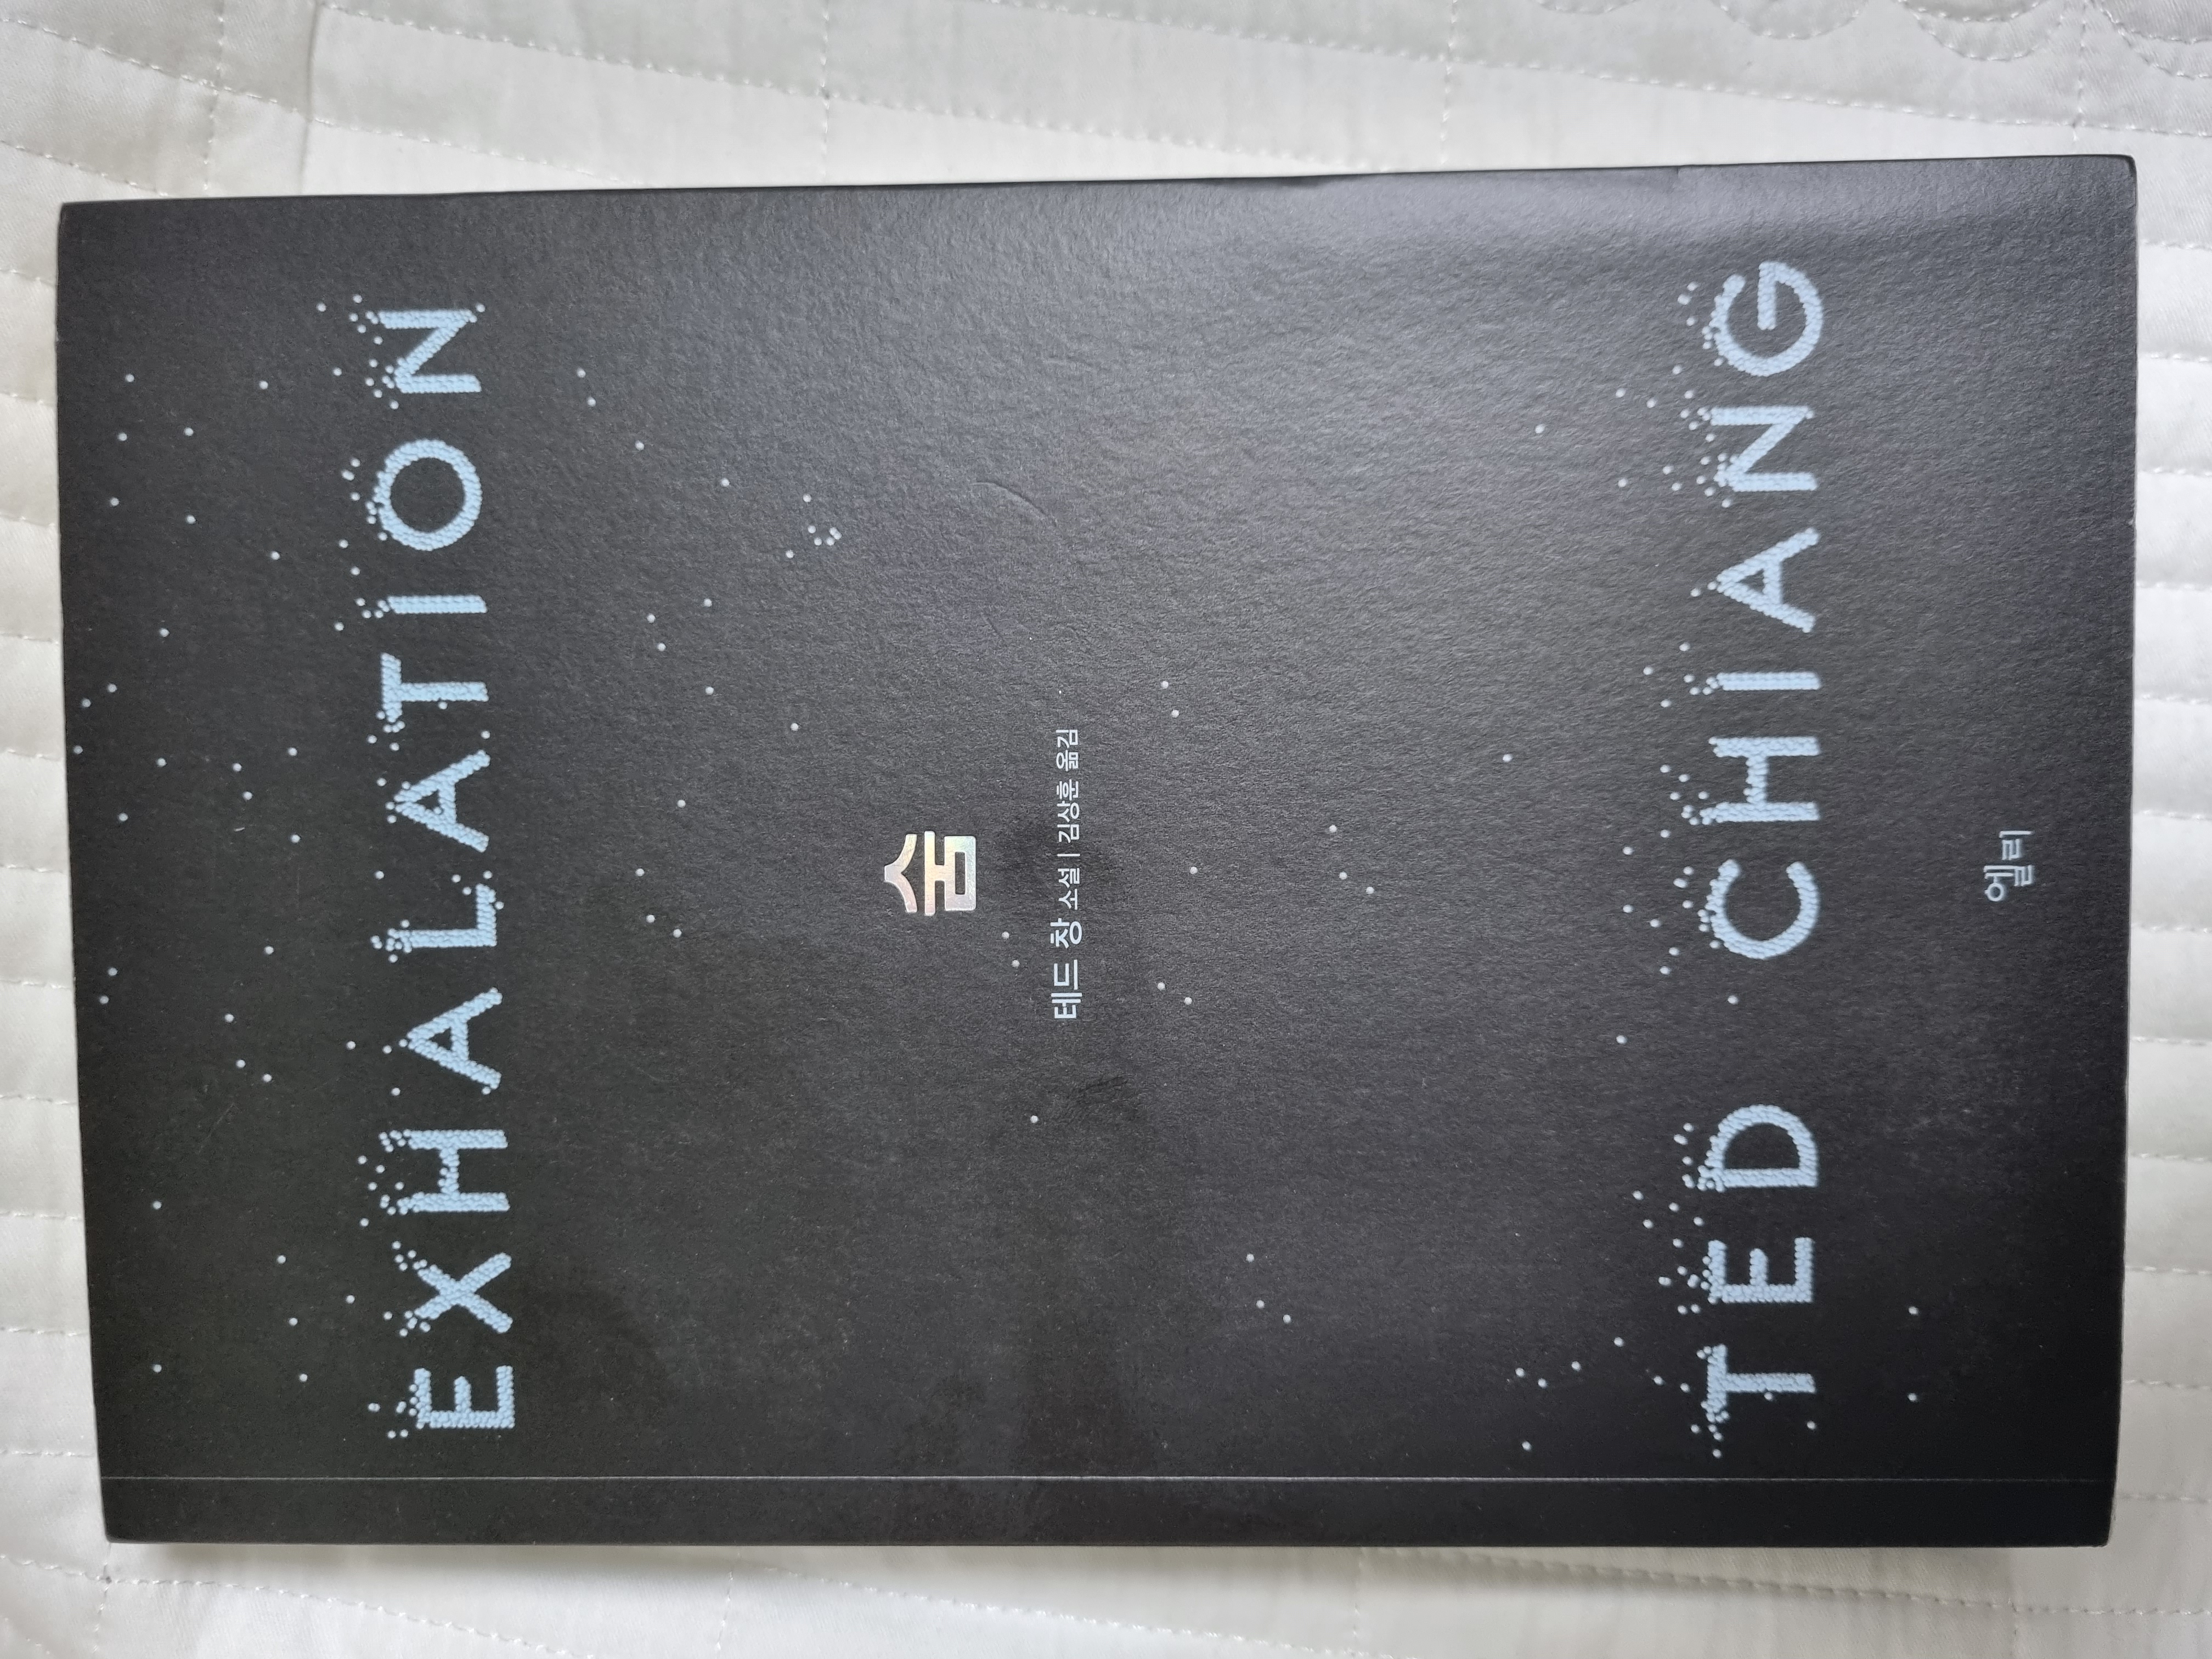 EXHALATION
숨
테드 창 소설 | 김상훈 옮김
TED CHIANG
엘리